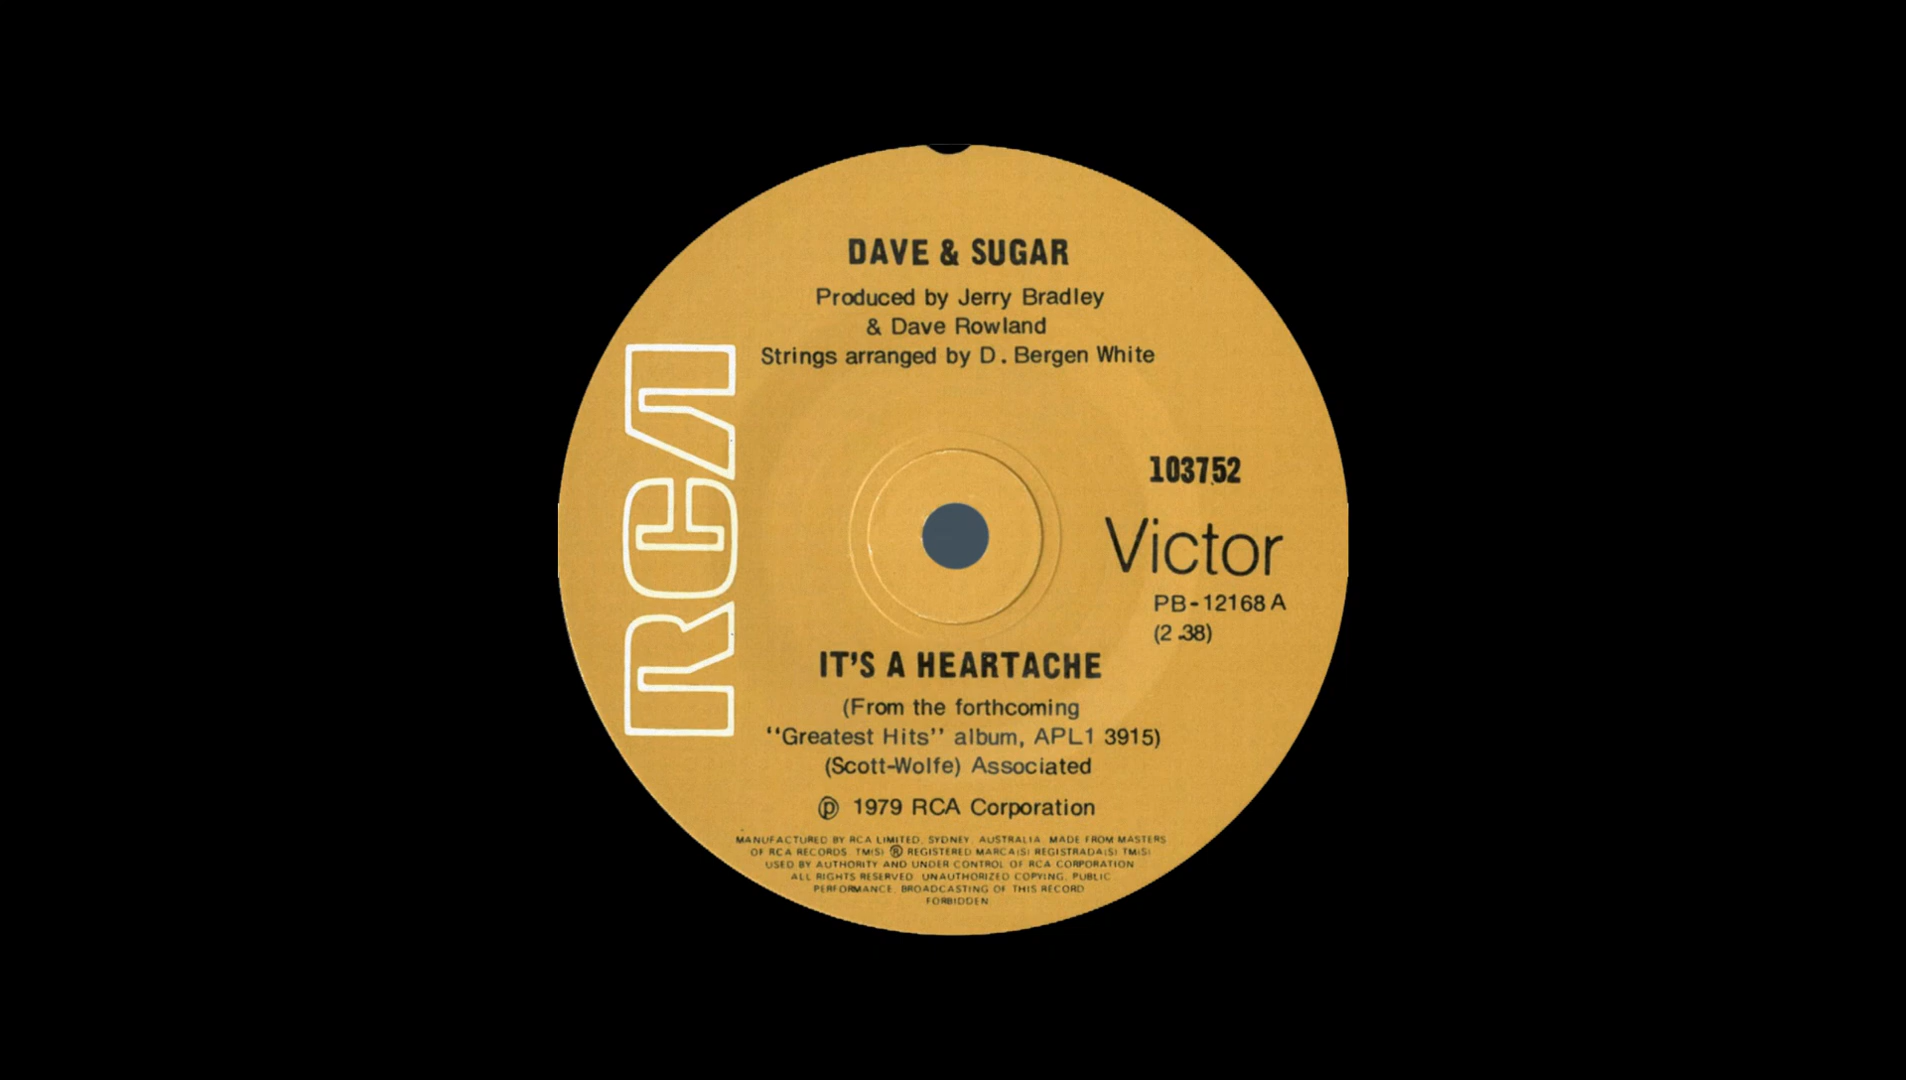 DAVE & SUGAR
Produced by Jerry Bradley
& Dave Rowland
Strings arranged by D. Bergen White
RCA
103752
Victor
PB-12168 A
(2.38)
IT'S A HEARTACHE
(From the forthcoming
"Greatest Hits" album, APL1 3915)
(Scott-Wolfe) Associated
℗ 1979 RCA Corporation
MANUFACTURED BY RCA LIMITED, SYDNEY, AUSTRALIA. MADE FROM MASTERS
OF RCA RECORDS. TM(S) ® REGISTERED MARCA(S) REGISTRADA(S) TM(S)
USED BY AUTHORITY AND UNDER CONTROL OF RCA CORPORATION
ALL RIGHTS RESERVED. UNAUTHORIZED COPYING, PUBLIC
PERFORMANCE, BROADCASTING OF THIS RECORD
FORBIDDEN.